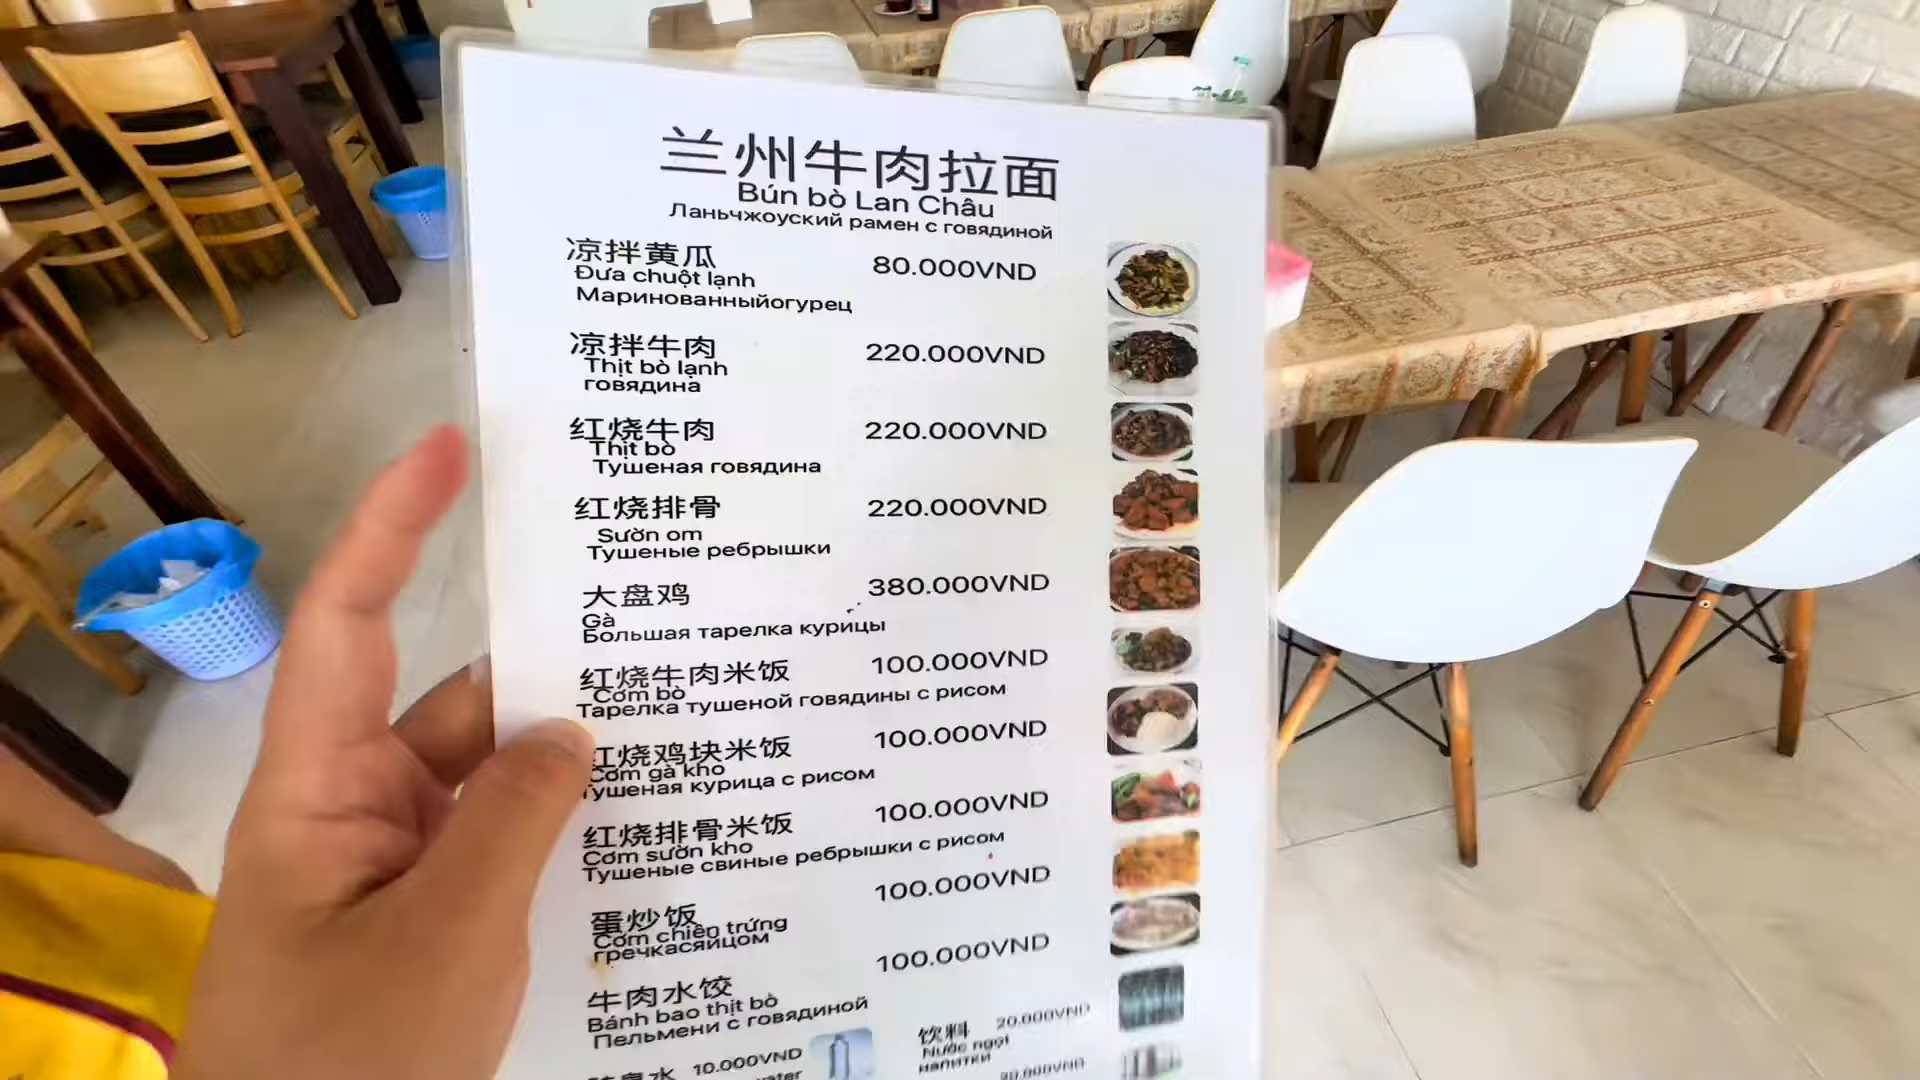 兰州牛肉拉面
Bún bò Lan Châu
Ланьчжоуский рамен с говядиной
凉拌黄瓜 80.000VND
Đưa chuột lạnh
Маринованныйогурец
凉拌牛肉 220.000VND
Thịt bò lạnh
говядина
红烧牛肉 220.000VND
Thịt bò
Тушеная говядина
红烧排骨 220.000VND
Sườn om
Тушеные ребрышки
大盘鸡 380.000VND
Gà
Большая тарелка курицы
红烧牛肉米饭 100.000VND
Cơm bò
Тарелка тушеной говядины с рисом
红烧鸡块米饭 100.000VND
Cơm gà kho
Тушеная курица с рисом
红烧排骨米饭 100.000VND
Cơm sườn kho
Тушеные свиные ребрышки с рисом
蛋炒饭 100.000VND
Cơm chiên trứng
гречкасяйцом
牛肉水饺 100.000VND
Bánh bao thịt bò
Пельмени с говядиной
10.000VND
water
饮料 20.000VND
Nước ngọt
напитки